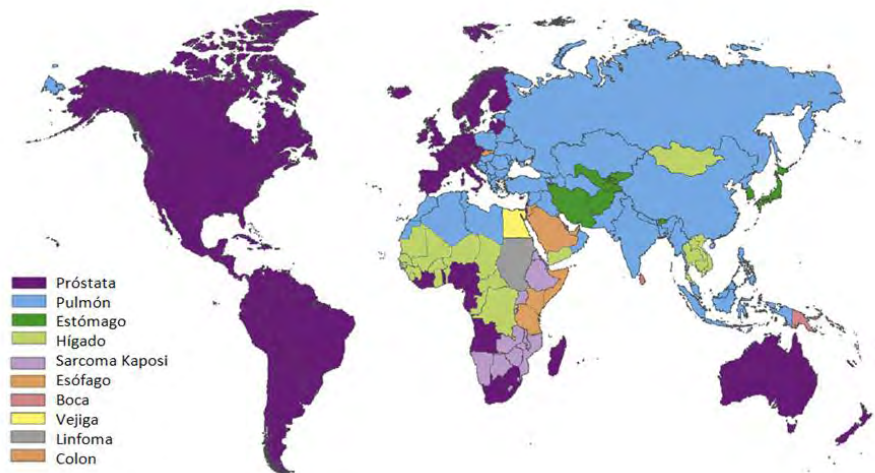 Próstata
Pulmón
Estómago
Hígado
Sarcoma Kaposi
Esófago
Boca
Vejiga
Linfoma
Colon